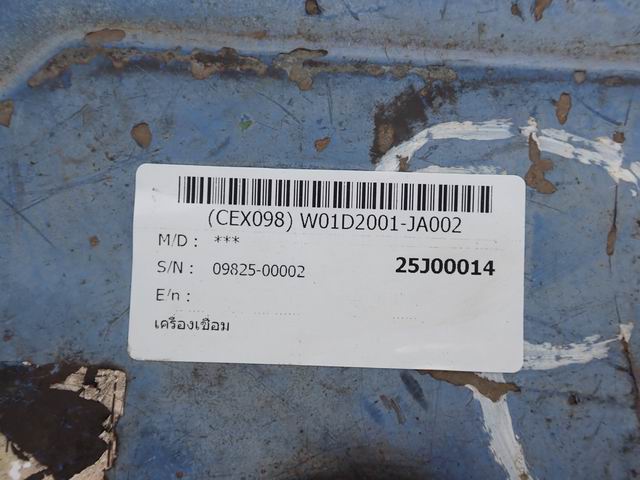 (CEX098) W01D2001-JA002
M/D : ***
S/N : 09825-00002 25J00014
E/n :
เครื่องเชื่อม